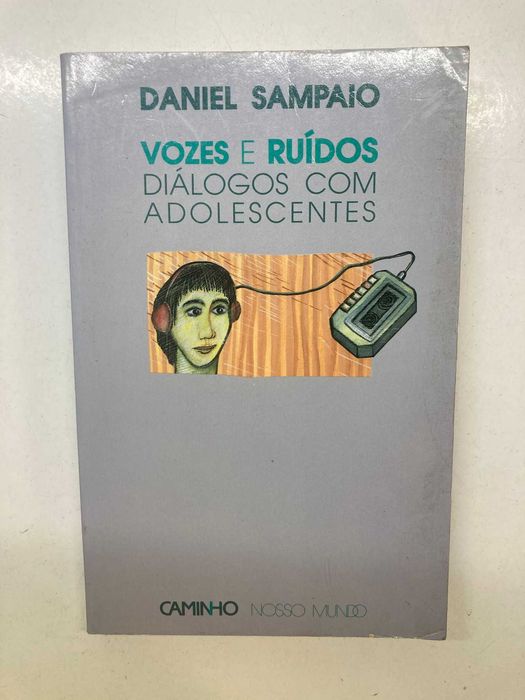 DANIEL SAMPAIO
VOZES E RUÍDOS
DIÁLOGOS COM
ADOLESCENTES
CAMINHO NOSSO MUNDO